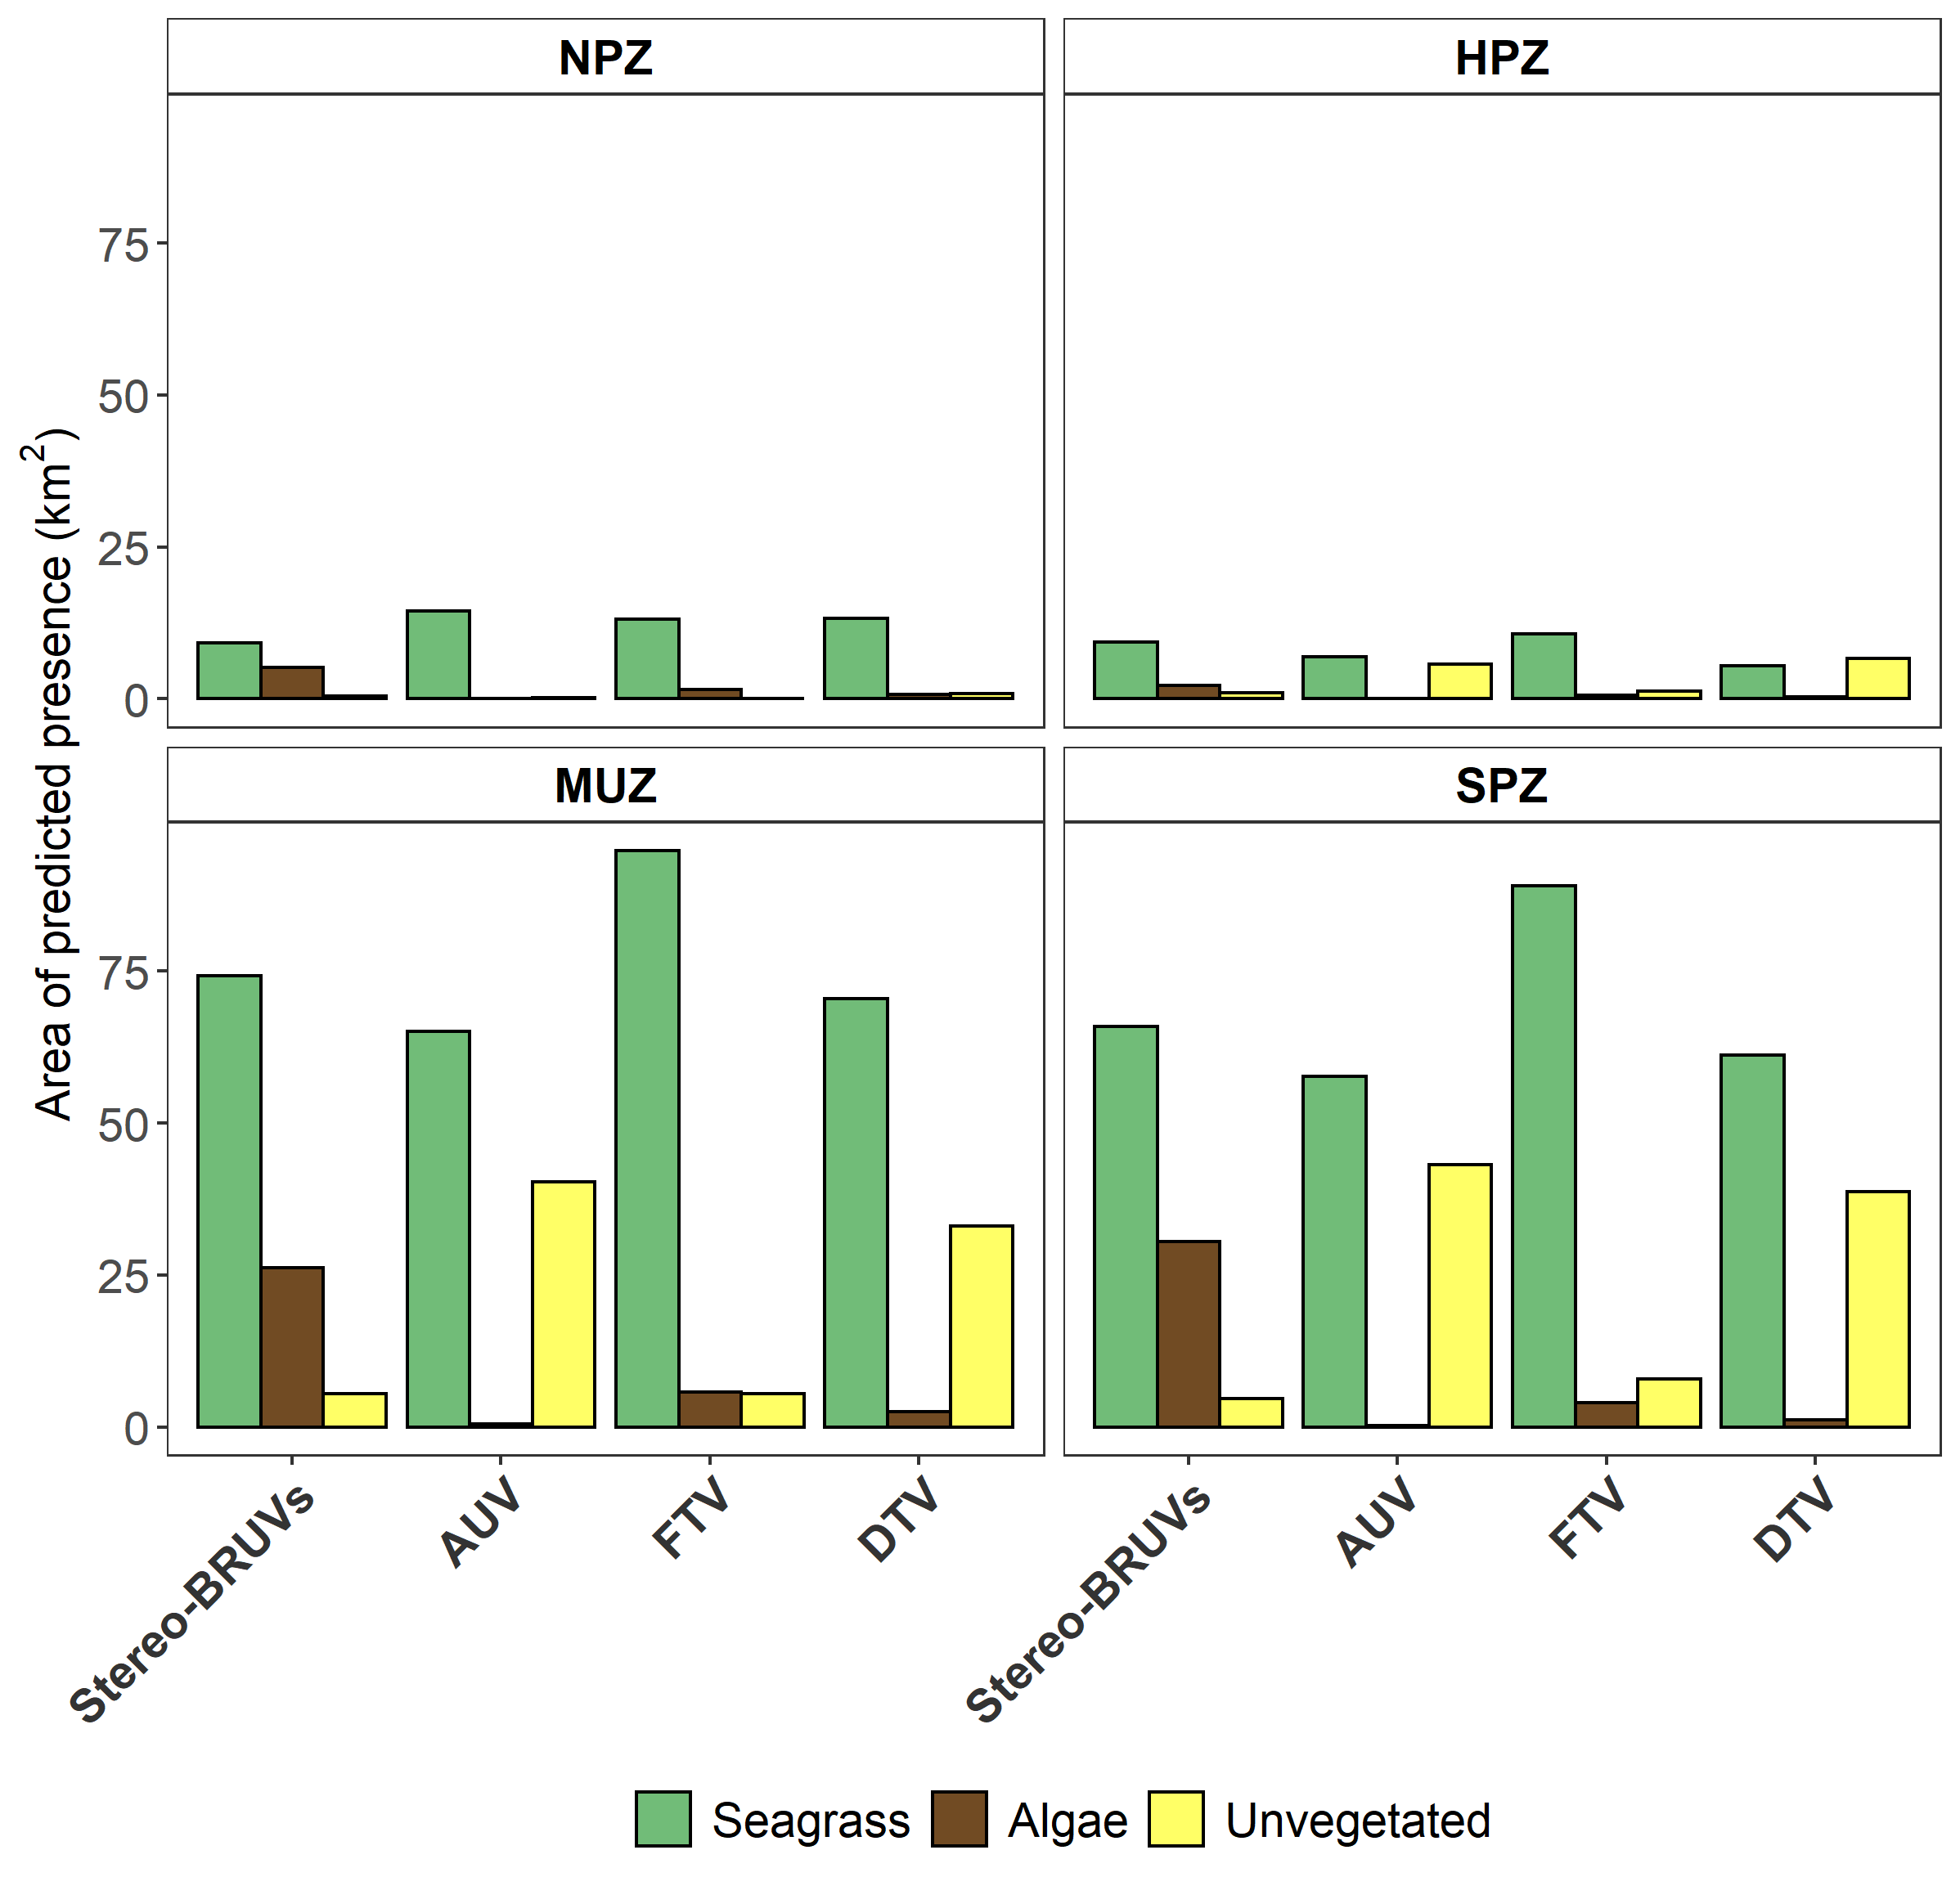 NPZ
HPZ
75
50
25
0
MUZ
SPZ
75
50
25
0
Area of predicted presence (km²)
Stereo-BRUVs
AUV
FTV
DTV
Stereo-BRUVs
AUV
FTV
DTV
Seagrass
Algae
Unvegetated